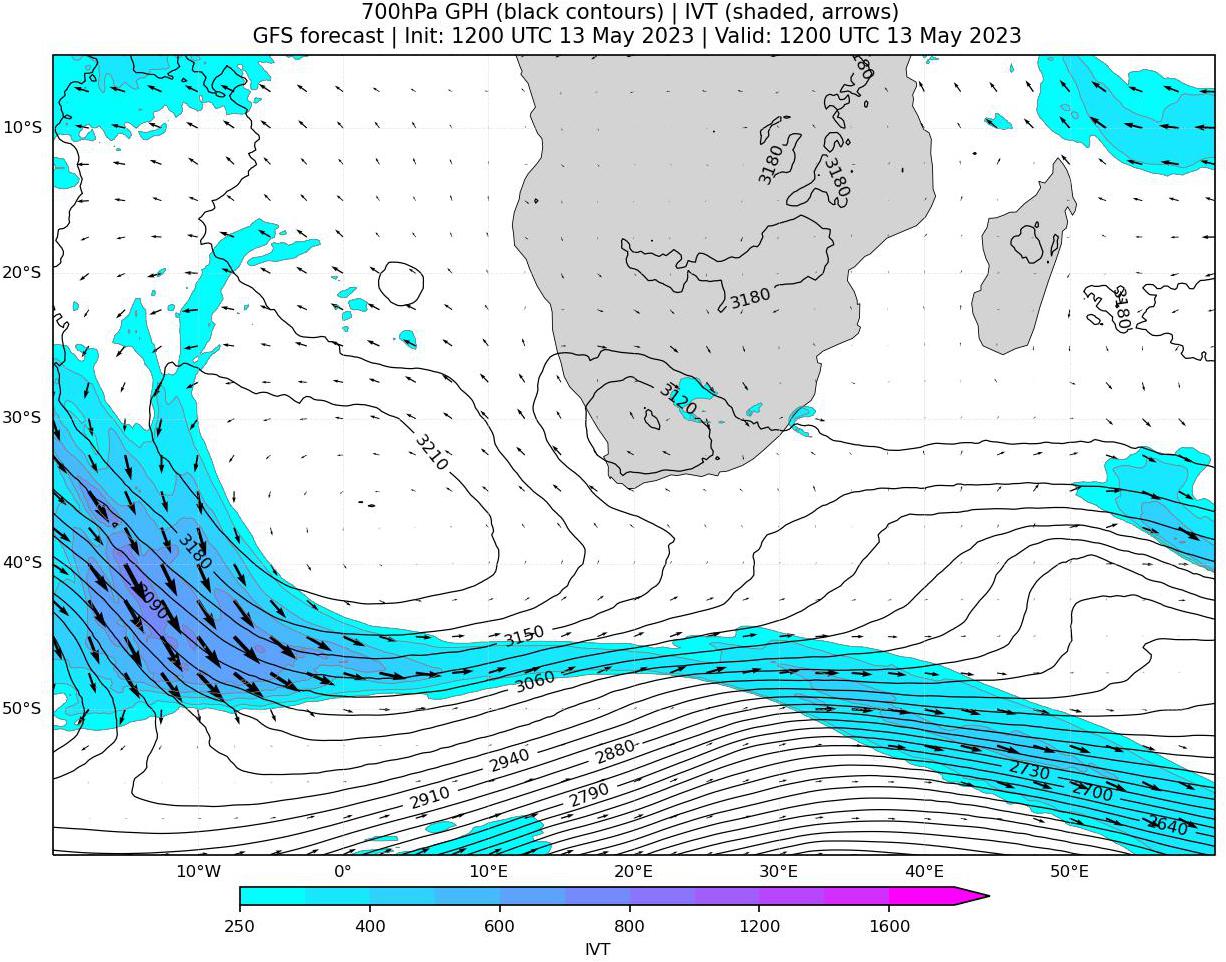 700hPa GPH (black contours) | IVT (shaded, arrows)
GFS forecast | Init: 1200 UTC 13 May 2023 | Valid: 1200 UTC 13 May 2023
3180
10°S
3180
3180
20°S
3180
3180
3120
30°S
3210
3180
40°S
3090
3150
3060
50°S
2940
2880
2730
2910
2790
2700
2640
10°W 0° 10°E 20°E 30°E 40°E 50°E
250 400 600 800 1200 1600
IVT